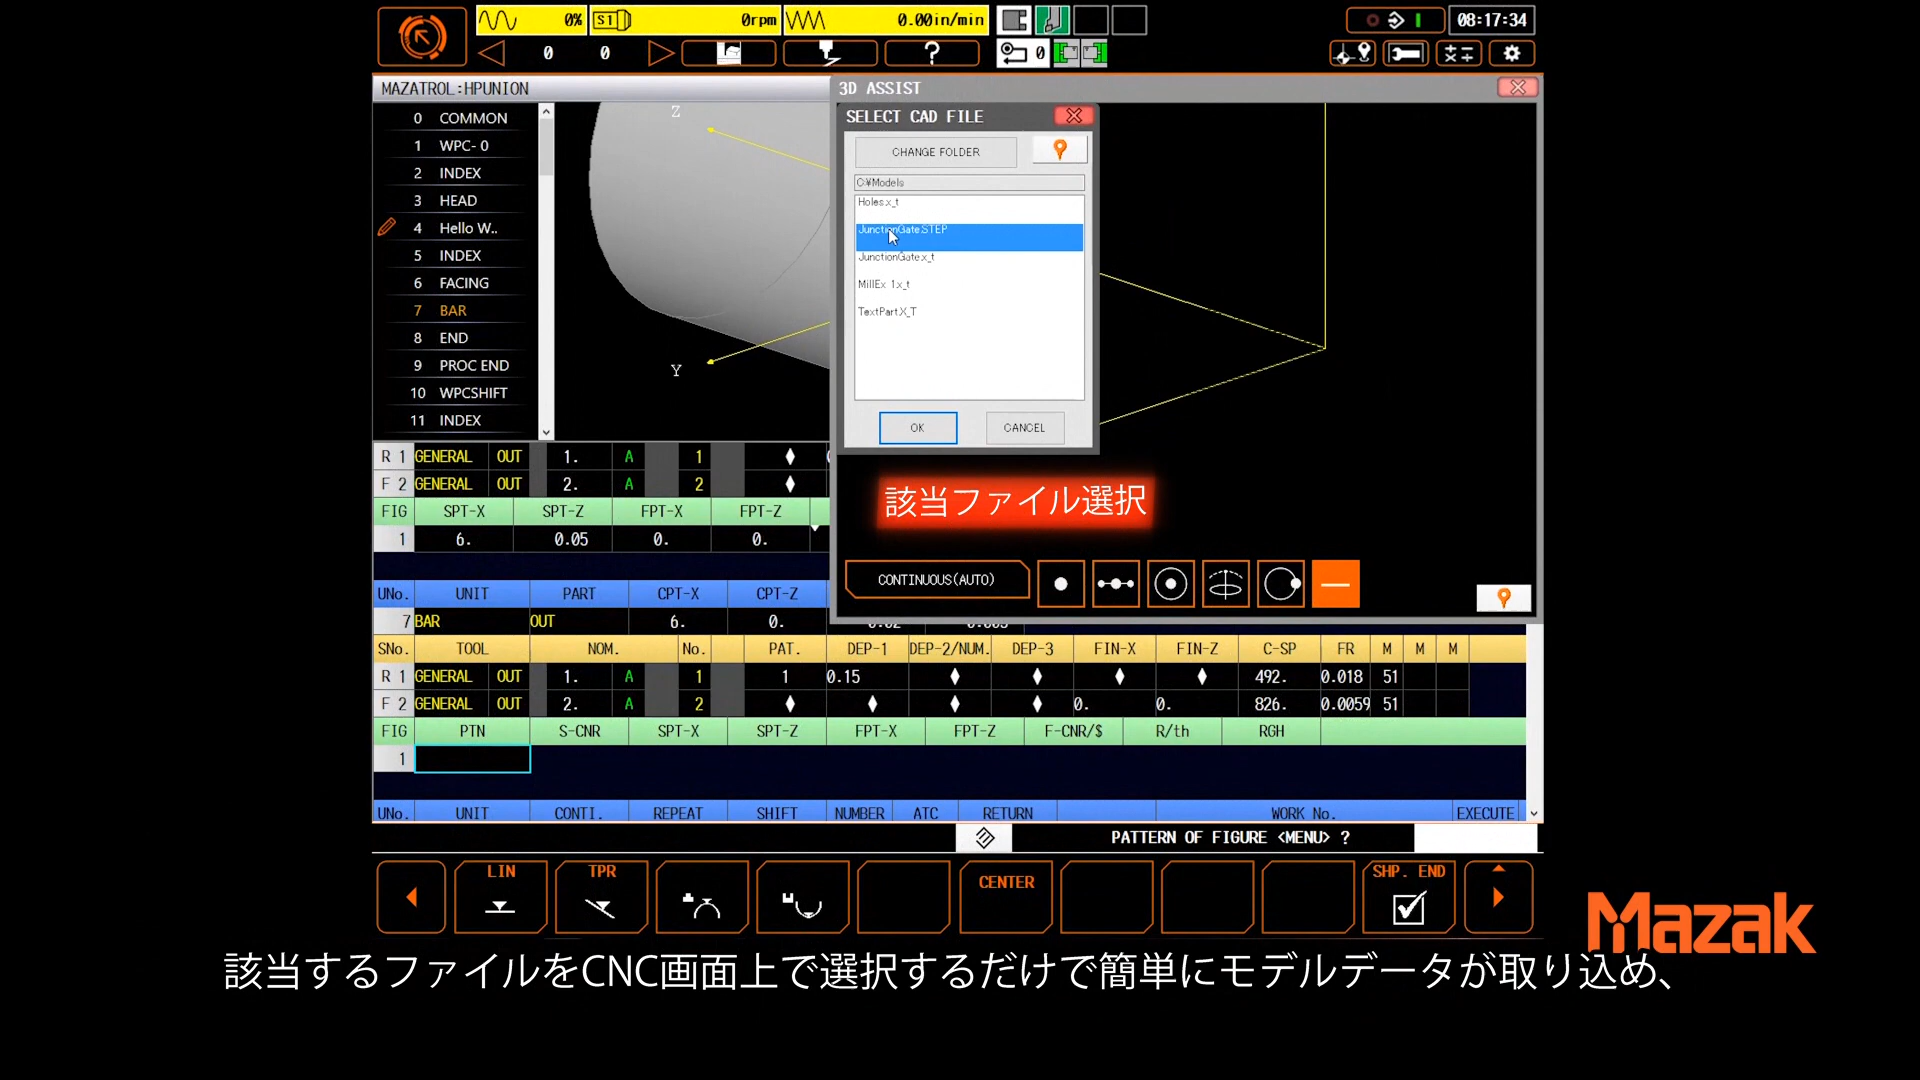 0% S1 0rpm 0.00in/min 08:17:34
0 0 ? 0
MAZATROL:HPUNION
3D ASSIST
SELECT CAD FILE
CHANGE FOLDER
C:¥Models
Holes.x_t
JunctionGate.STEP
JunctionGate.x_t
MillEx 1.x_t
TextPart.X_T
OK CANCEL
0 COMMON
1 WPC- 0
2 INDEX
3 HEAD
4 Hello W..
5 INDEX
6 FACING
7 BAR
8 END
9 PROC END
10 WPCSHIFT
11 INDEX
Z
Y
該当ファイル選択
CONTINUOUS(AUTO)
R 1 GENERAL OUT 1. A 1 ♦
F 2 GENERAL OUT 2. A 2 ♦
FIG SPT-X SPT-Z FPT-X FPT-Z
1 6. 0.05 0. 0.
UNo. UNIT PART CPT-X CPT-Z
7 BAR OUT 6. 0.
SNo. TOOL NOM. No. PAT. DEP-1 DEP-2/NUM. DEP-3 FIN-X FIN-Z C-SP FR M M M
R 1 GENERAL OUT 1. A 1 1 0.15 ♦ ♦ ♦ ♦ 492. 0.018 51
F 2 GENERAL OUT 2. A 2 ♦ ♦ ♦ ♦ 0. 0. 826. 0.0059 51
FIG PTN S-CNR SPT-X SPT-Z FPT-X FPT-Z F-CNR/$ R/th RGH
1
UNo. UNIT CONTI. REPEAT SHIFT NUMBER ATC RETURN WORK No. EXECUTE
PATTERN OF FIGURE <MENU> ?
LIN TPR CENTER SHP. END
Mazak
該当するファイルをCNC画面上で選択するだけで簡単にモデルデータが取り込め、